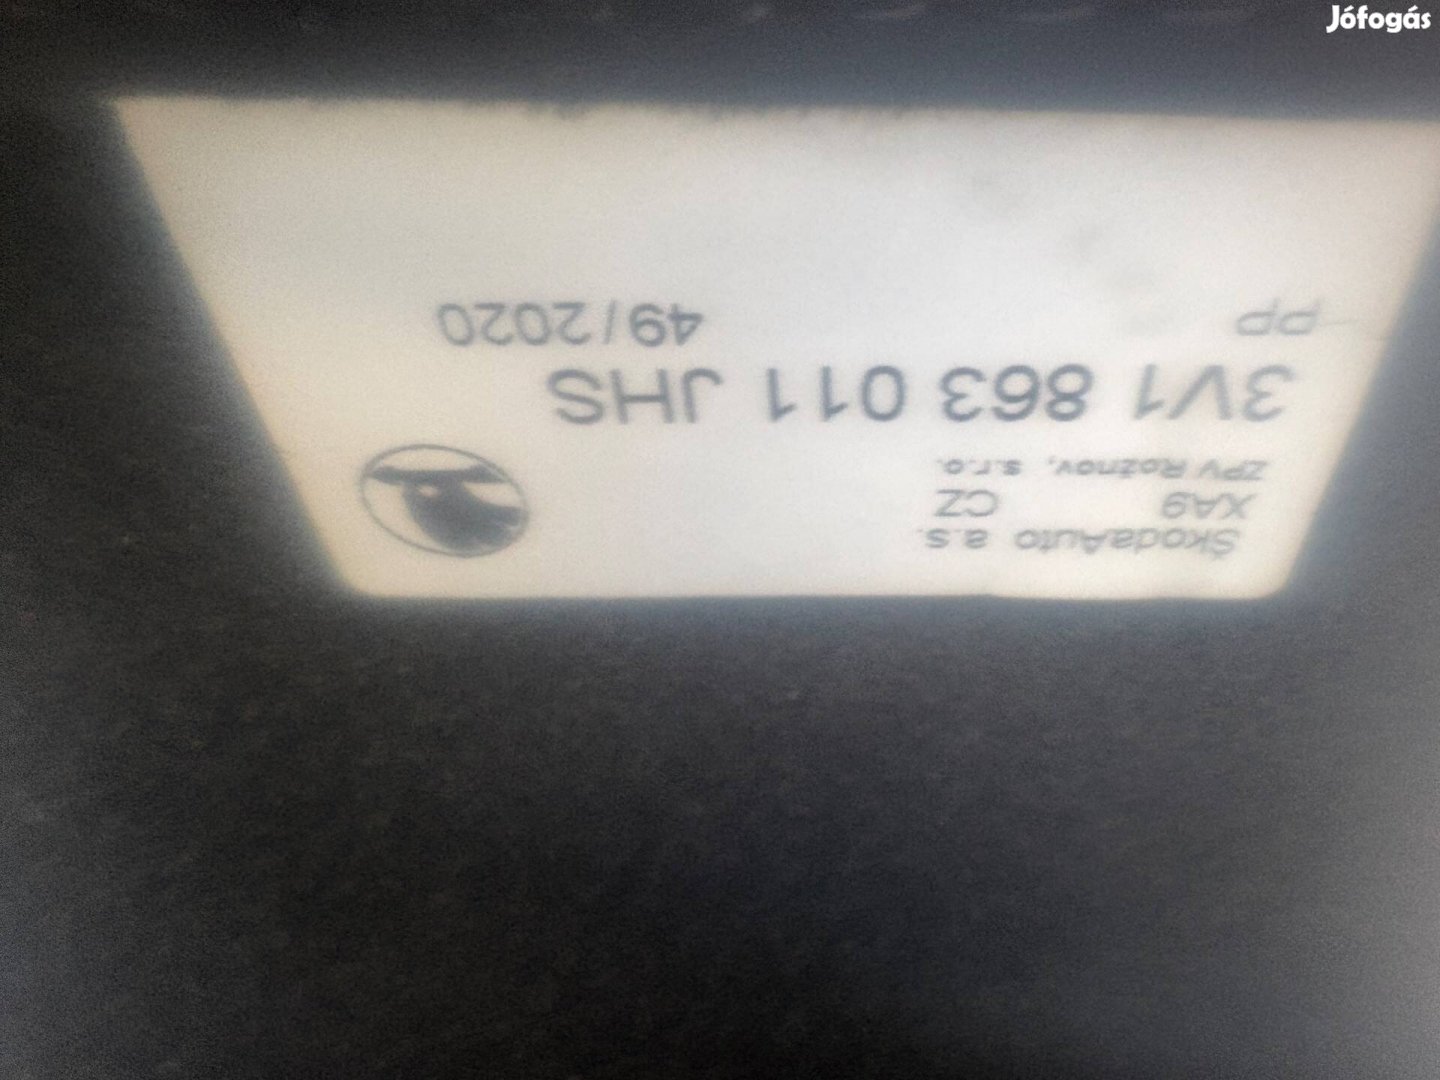 Jófogás
ŠkodaAuto a.s.
XA9 CZ
ZPV Rožnov, s.r.o.
3V1 863 011 JHS
PP 49/2020